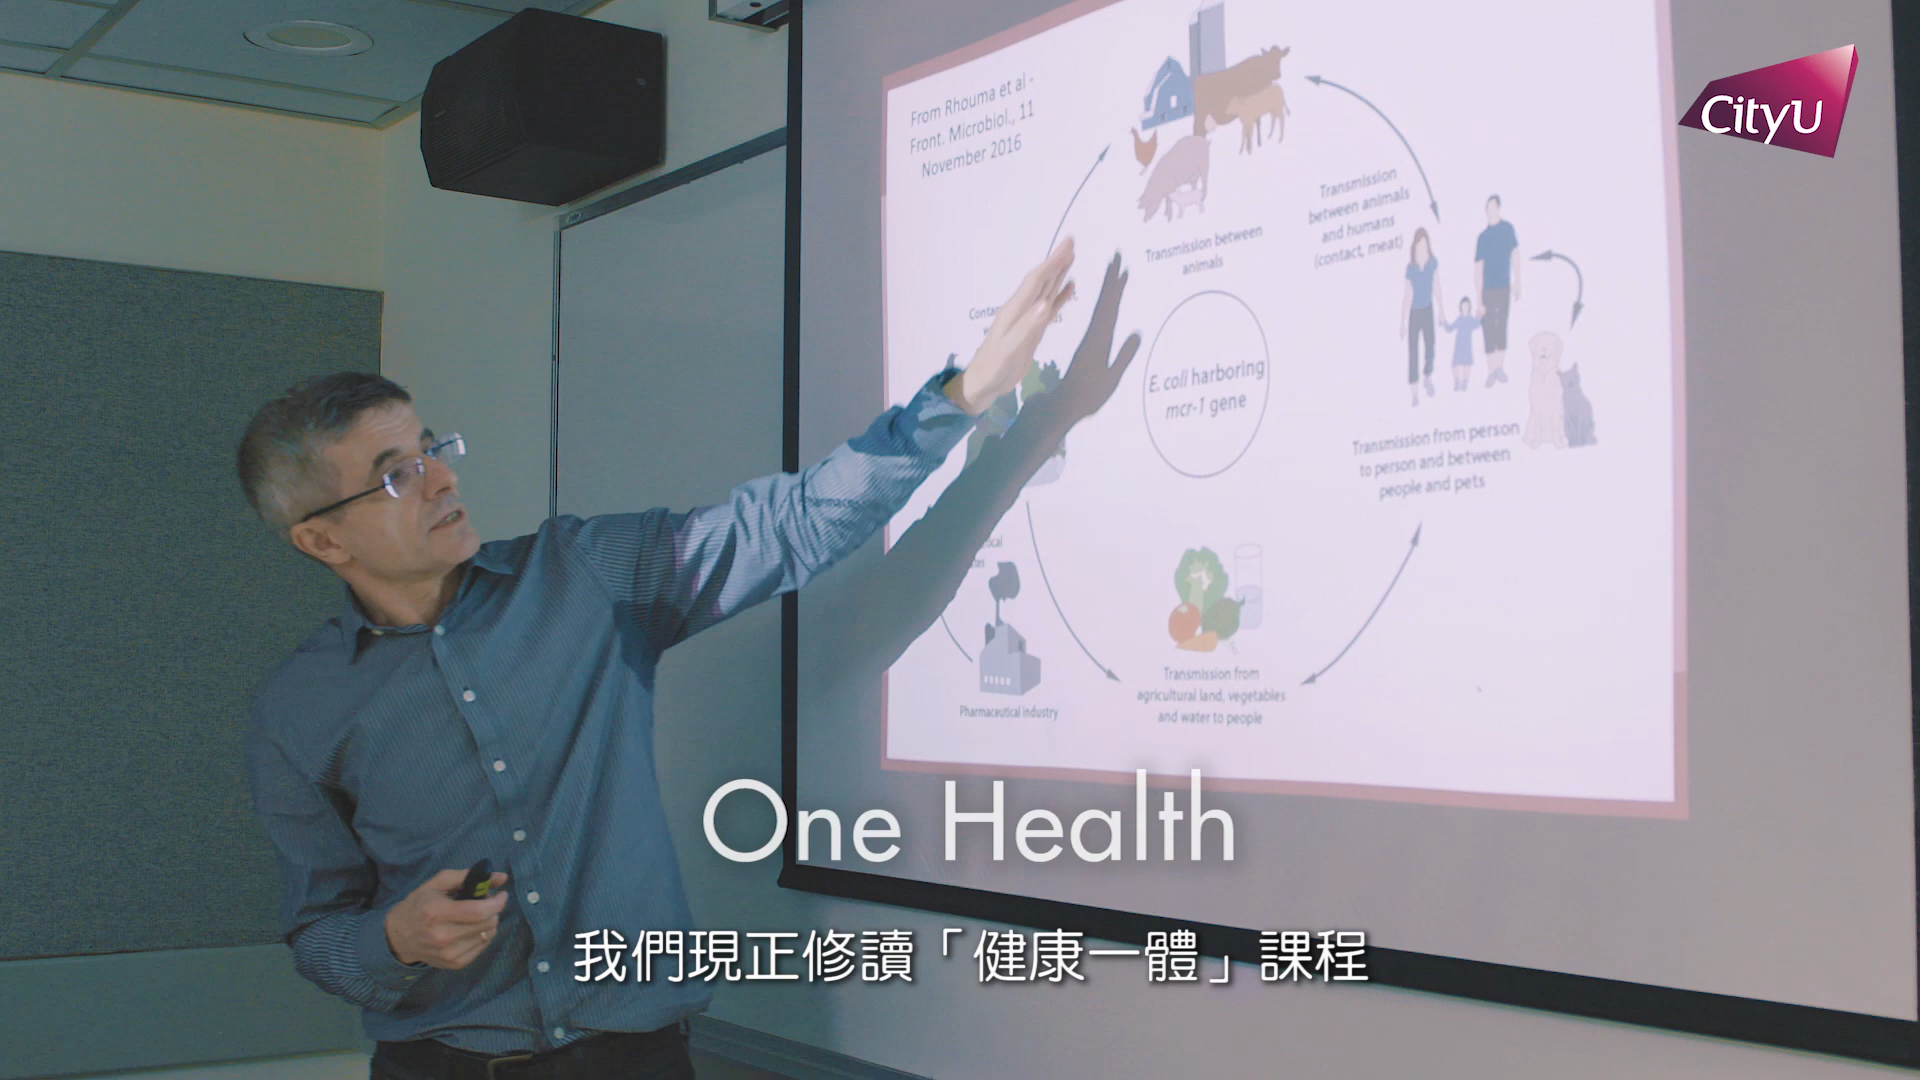 From Rhouma et al -
Front. Microbiol., 11
November 2016
CityU
Transmission
between animals
and humans
(contact, meat)
Transmission between
animals
E. coli harboring
mcr-1 gene
Transmission from person
to person and between
people and pets
Pharmaceutical industry
Transmission from
agricultural land, vegetables
and water to people
One Health
我們現正修讀「健康一體」課程